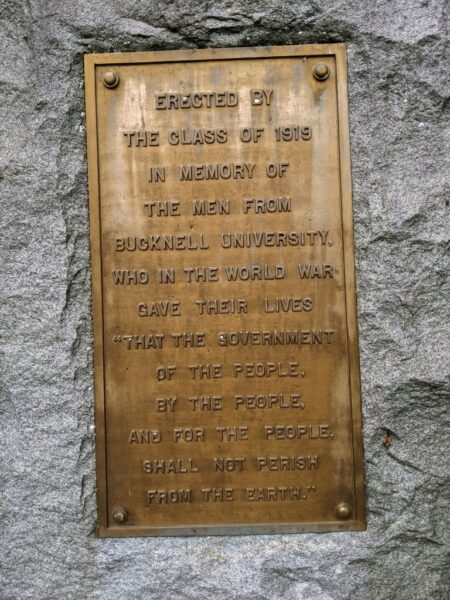 ERECTED BY
THE CLASS OF 1919
IN MEMORY OF
THE MEN FROM
BUCKNELL UNIVERSITY,
WHO IN THE WORLD WAR
GAVE THEIR LIVES
"THAT THE GOVERNMENT
OF THE PEOPLE,
BY THE PEOPLE,
AND FOR THE PEOPLE,
SHALL NOT PERISH
FROM THE EARTH."